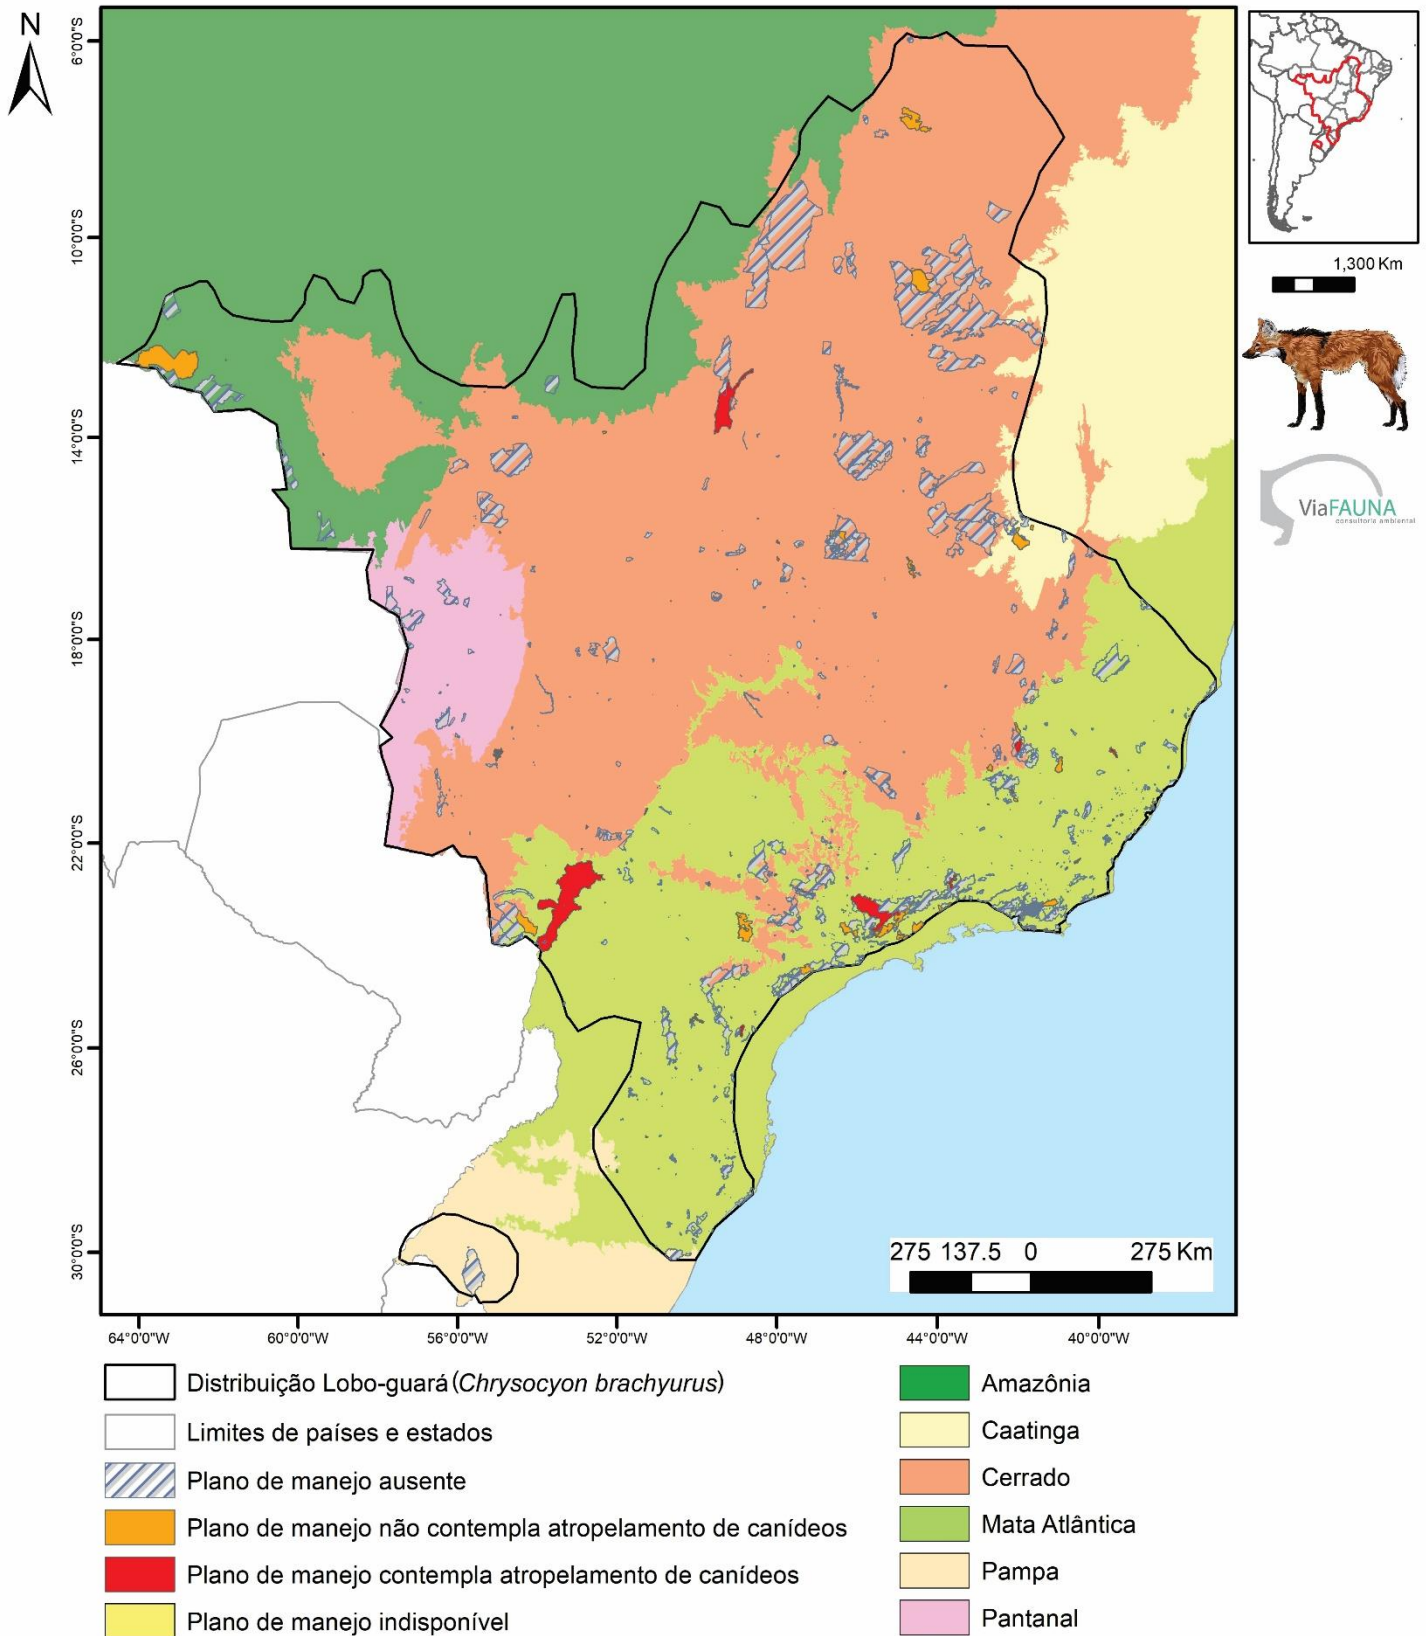 N
6°0'0"S
10°0'0"S
14°0'0"S
18°0'0"S
22°0'0"S
26°0'0"S
30°0'0"S
1,300 Km
ViaFAUNA
consultoria ambiental
275 137.5 0 275 Km
64°0'0"W 60°0'0"W 56°0'0"W 52°0'0"W 48°0'0"W 44°0'0"W 40°0'0"W
Distribuição Lobo-guará (Chrysocyon brachyurus)
Limites de países e estados
Plano de manejo ausente
Plano de manejo não contempla atropelamento de canídeos
Plano de manejo contempla atropelamento de canídeos
Plano de manejo indisponível
Amazônia
Caatinga
Cerrado
Mata Atlântica
Pampa
Pantanal